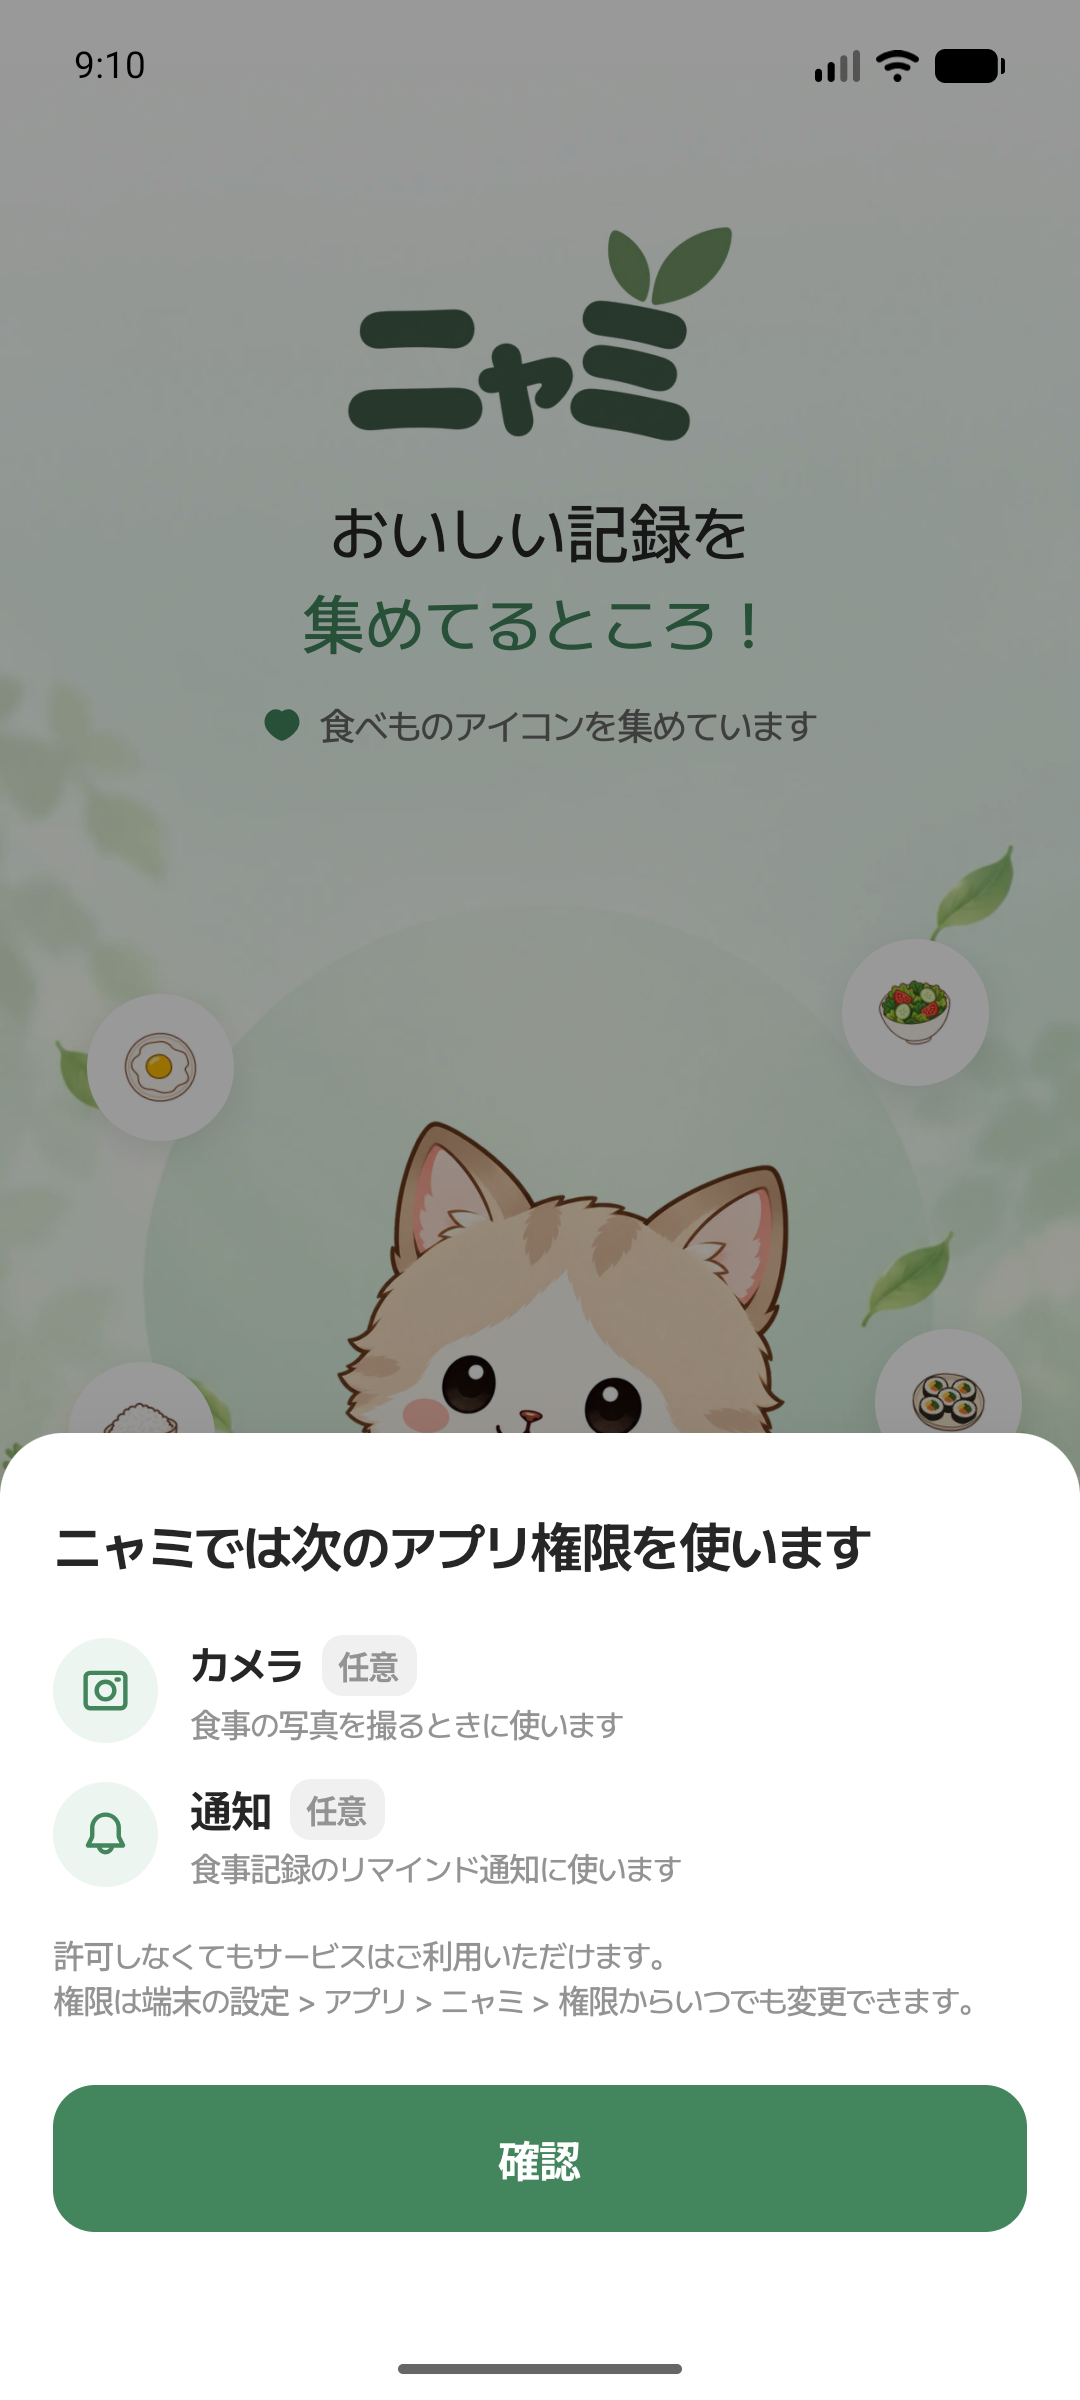 9:10
ニャミ
おいしい記録を
集めてるところ！
食べものアイコンを集めています
ニャミでは次のアプリ権限を使います
カメラ 任意
食事の写真を撮るときに使います
通知 任意
食事記録のリマインド通知に使います
許可しなくてもサービスはご利用いただけます。
権限は端末の設定 > アプリ > ニャミ > 権限からいつでも変更できます。
確認